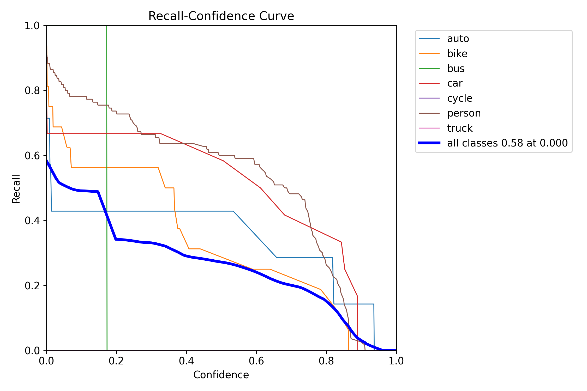 Recall-Confidence Curve
1.0
0.8
0.6
0.4
0.2
0.0
Recall
0.0 0.2 0.4 0.6 0.8 1.0
Confidence
auto
bike
bus
car
cycle
person
truck
all classes 0.58 at 0.000